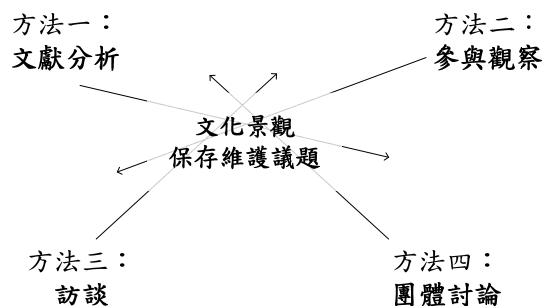 方法一：
文獻分析
方法二：
參與觀察
文化景觀
保存維護議題
方法三：
訪談
方法四：
團體討論